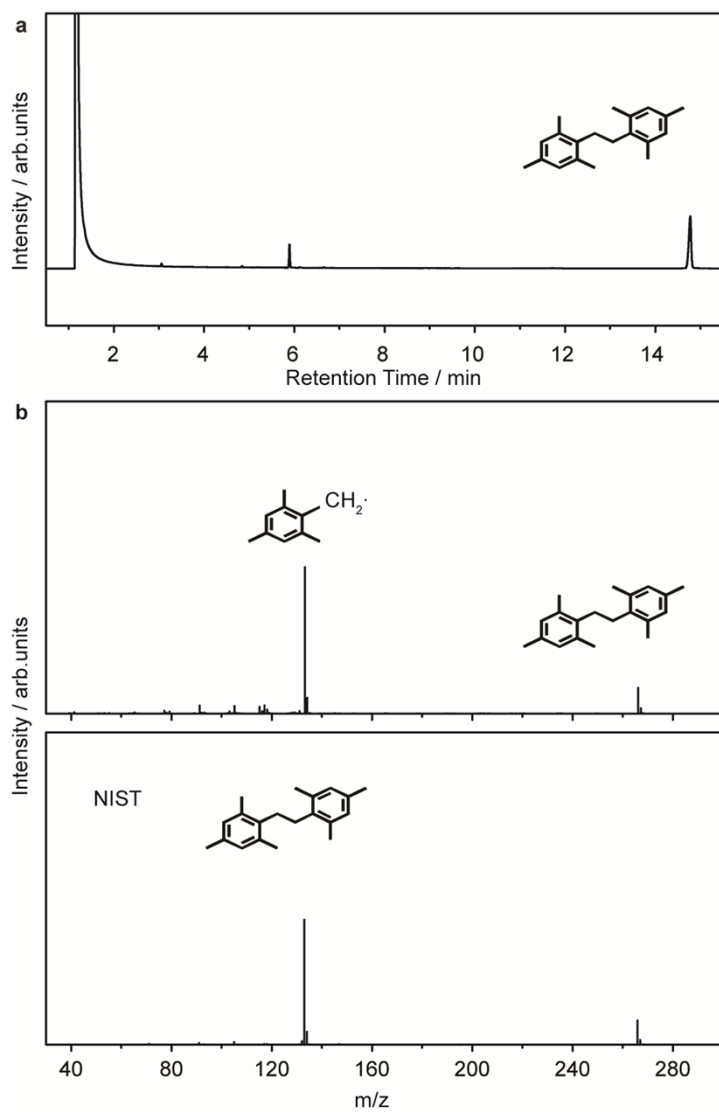 a
Intensity / arb.units
2 4 6 8 10 12 14
Retention Time / min
b
CH₂·
Intensity / arb.units
NIST
40 80 120 160 200 240 280
m/z